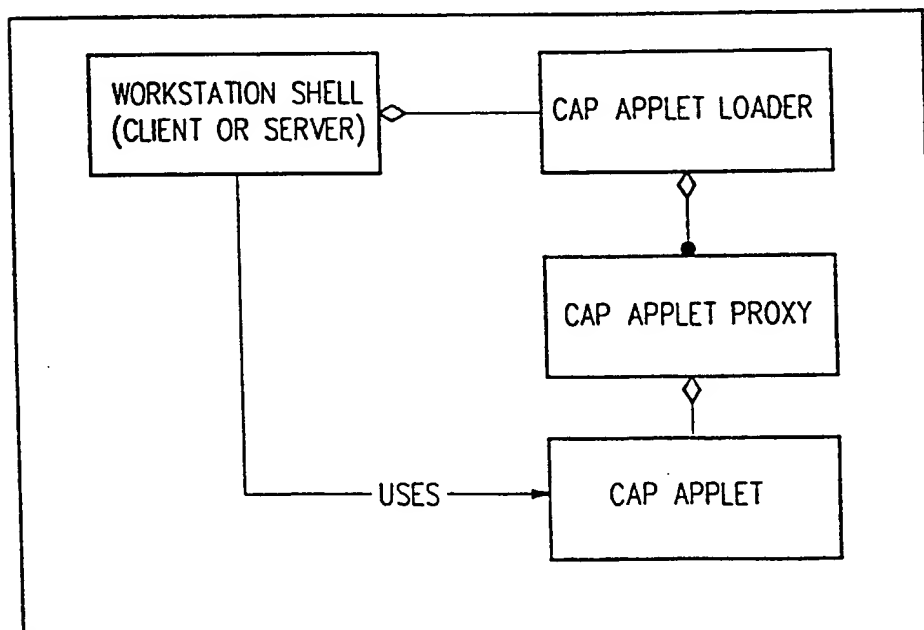 WORKSTATION SHELL
(CLIENT OR SERVER)
CAP APPLET LOADER
CAP APPLET PROXY
USES
CAP APPLET